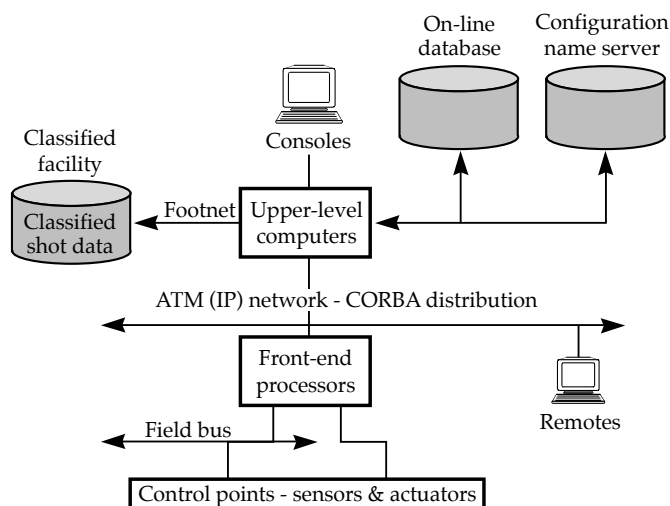 On-line
database
Configuration
name server
Consoles
Classified
facility
Classified
shot data
Footnet
Upper-level
computers
ATM (IP) network - CORBA distribution
Front-end
processors
Remotes
Field bus
Control points - sensors & actuators